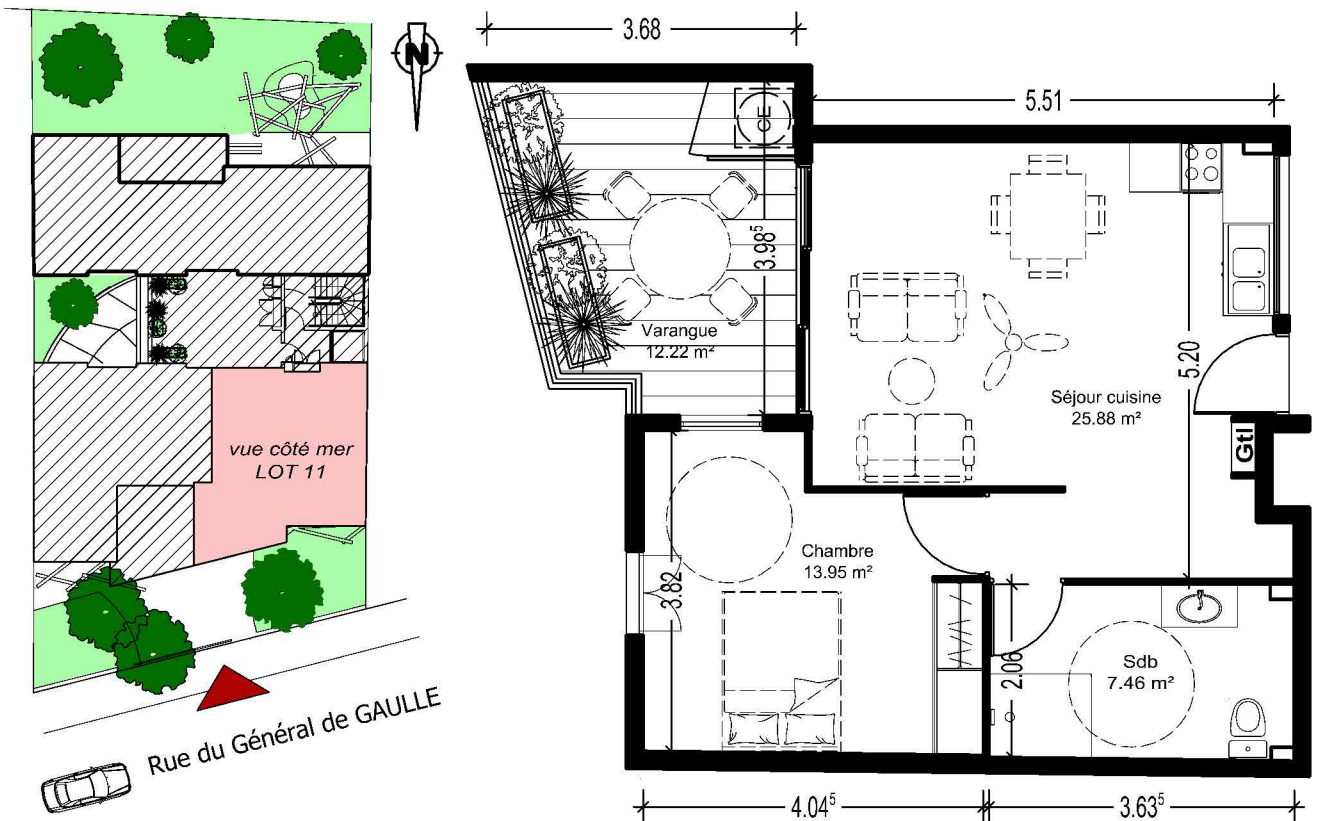 N
vue côté mer
LOT 11
Rue du Général de GAULLE
3.68
5.51
CE
3.98⁵
Varangue
12.22 m²
5.20
Séjour cuisine
25.88 m²
Gtl
Chambre
13.95 m²
3.82
2.06
Sdb
7.46 m²
4.04⁵
3.63⁵